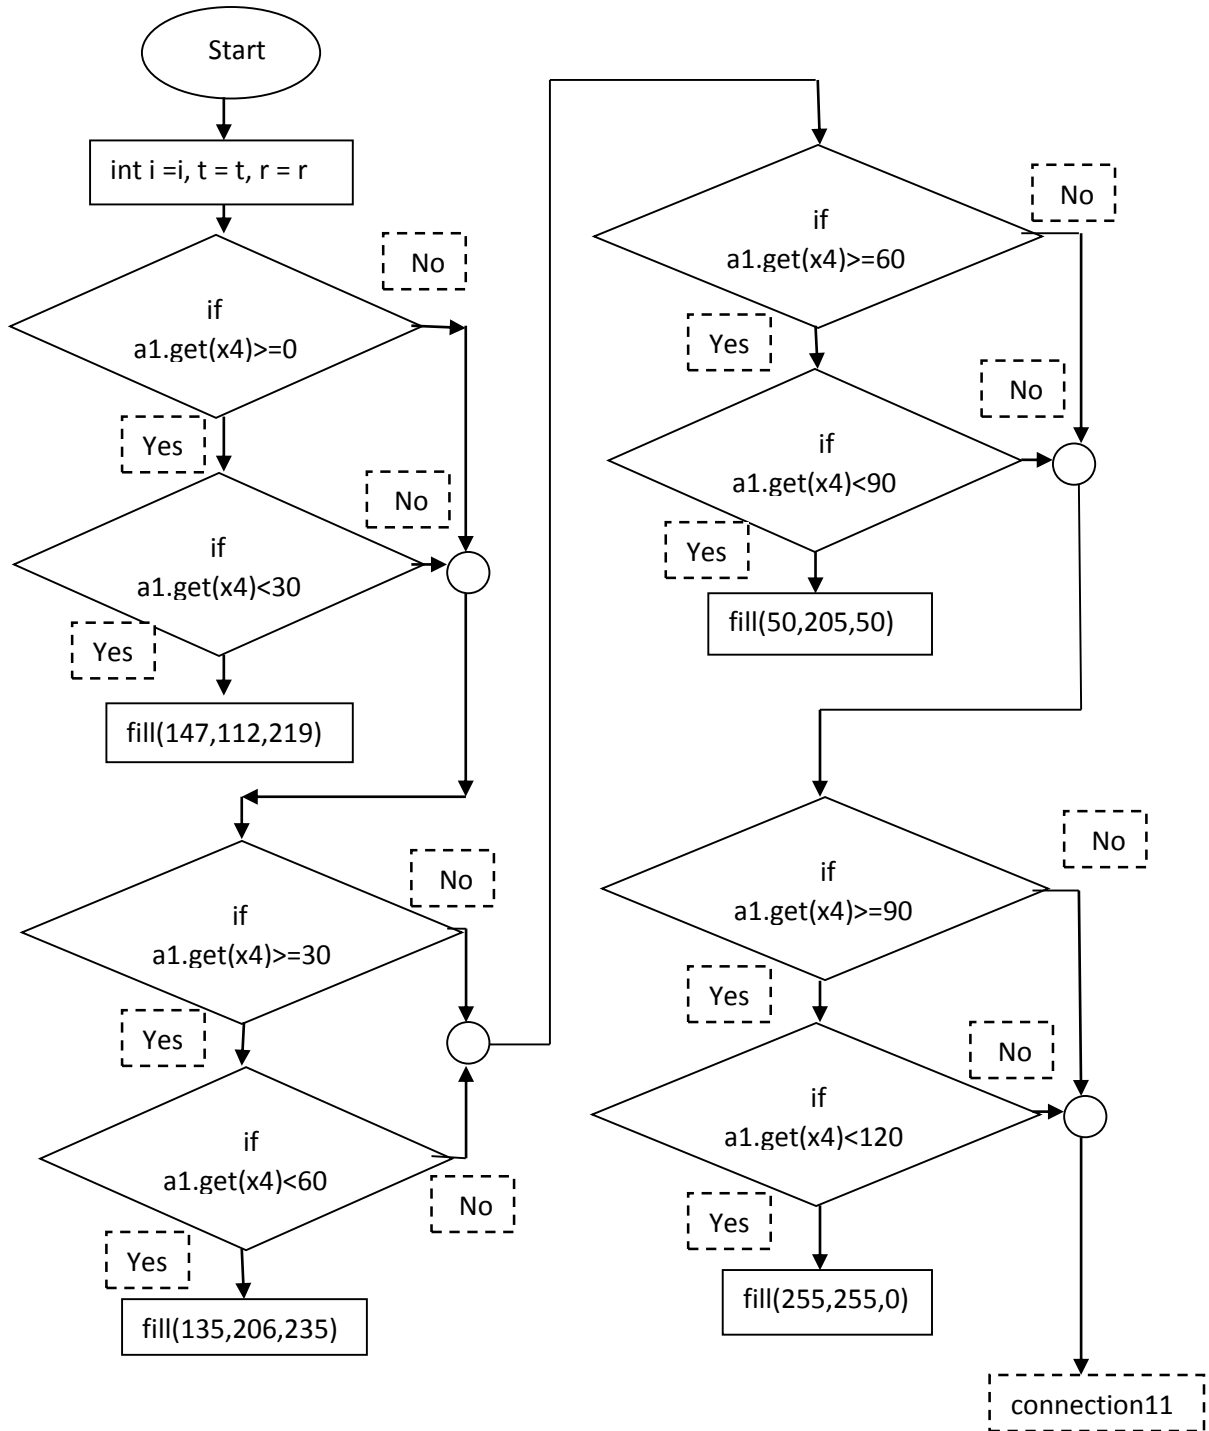 Start
int i =i, t = t, r = r
No
if
a1.get(x4)>=0
Yes
No
if
a1.get(x4)<30
Yes
fill(147,112,219)
No
if
a1.get(x4)>=30
Yes
if
a1.get(x4)<60
No
Yes
fill(135,206,235)
No
if
a1.get(x4)>=60
Yes
No
if
a1.get(x4)<90
Yes
fill(50,205,50)
No
if
a1.get(x4)>=90
Yes
No
if
a1.get(x4)<120
Yes
fill(255,255,0)
connection11